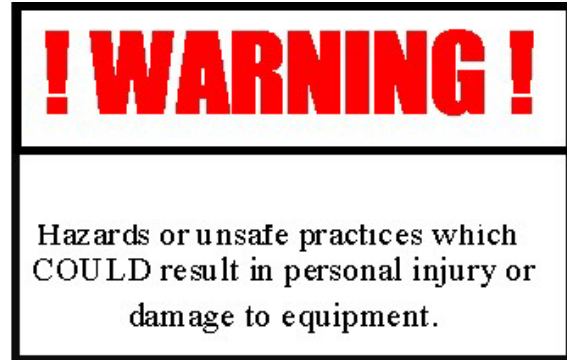 ! WARNING !
Hazards or unsafe practices which
COULD result in personal injury or
damage to equipment.